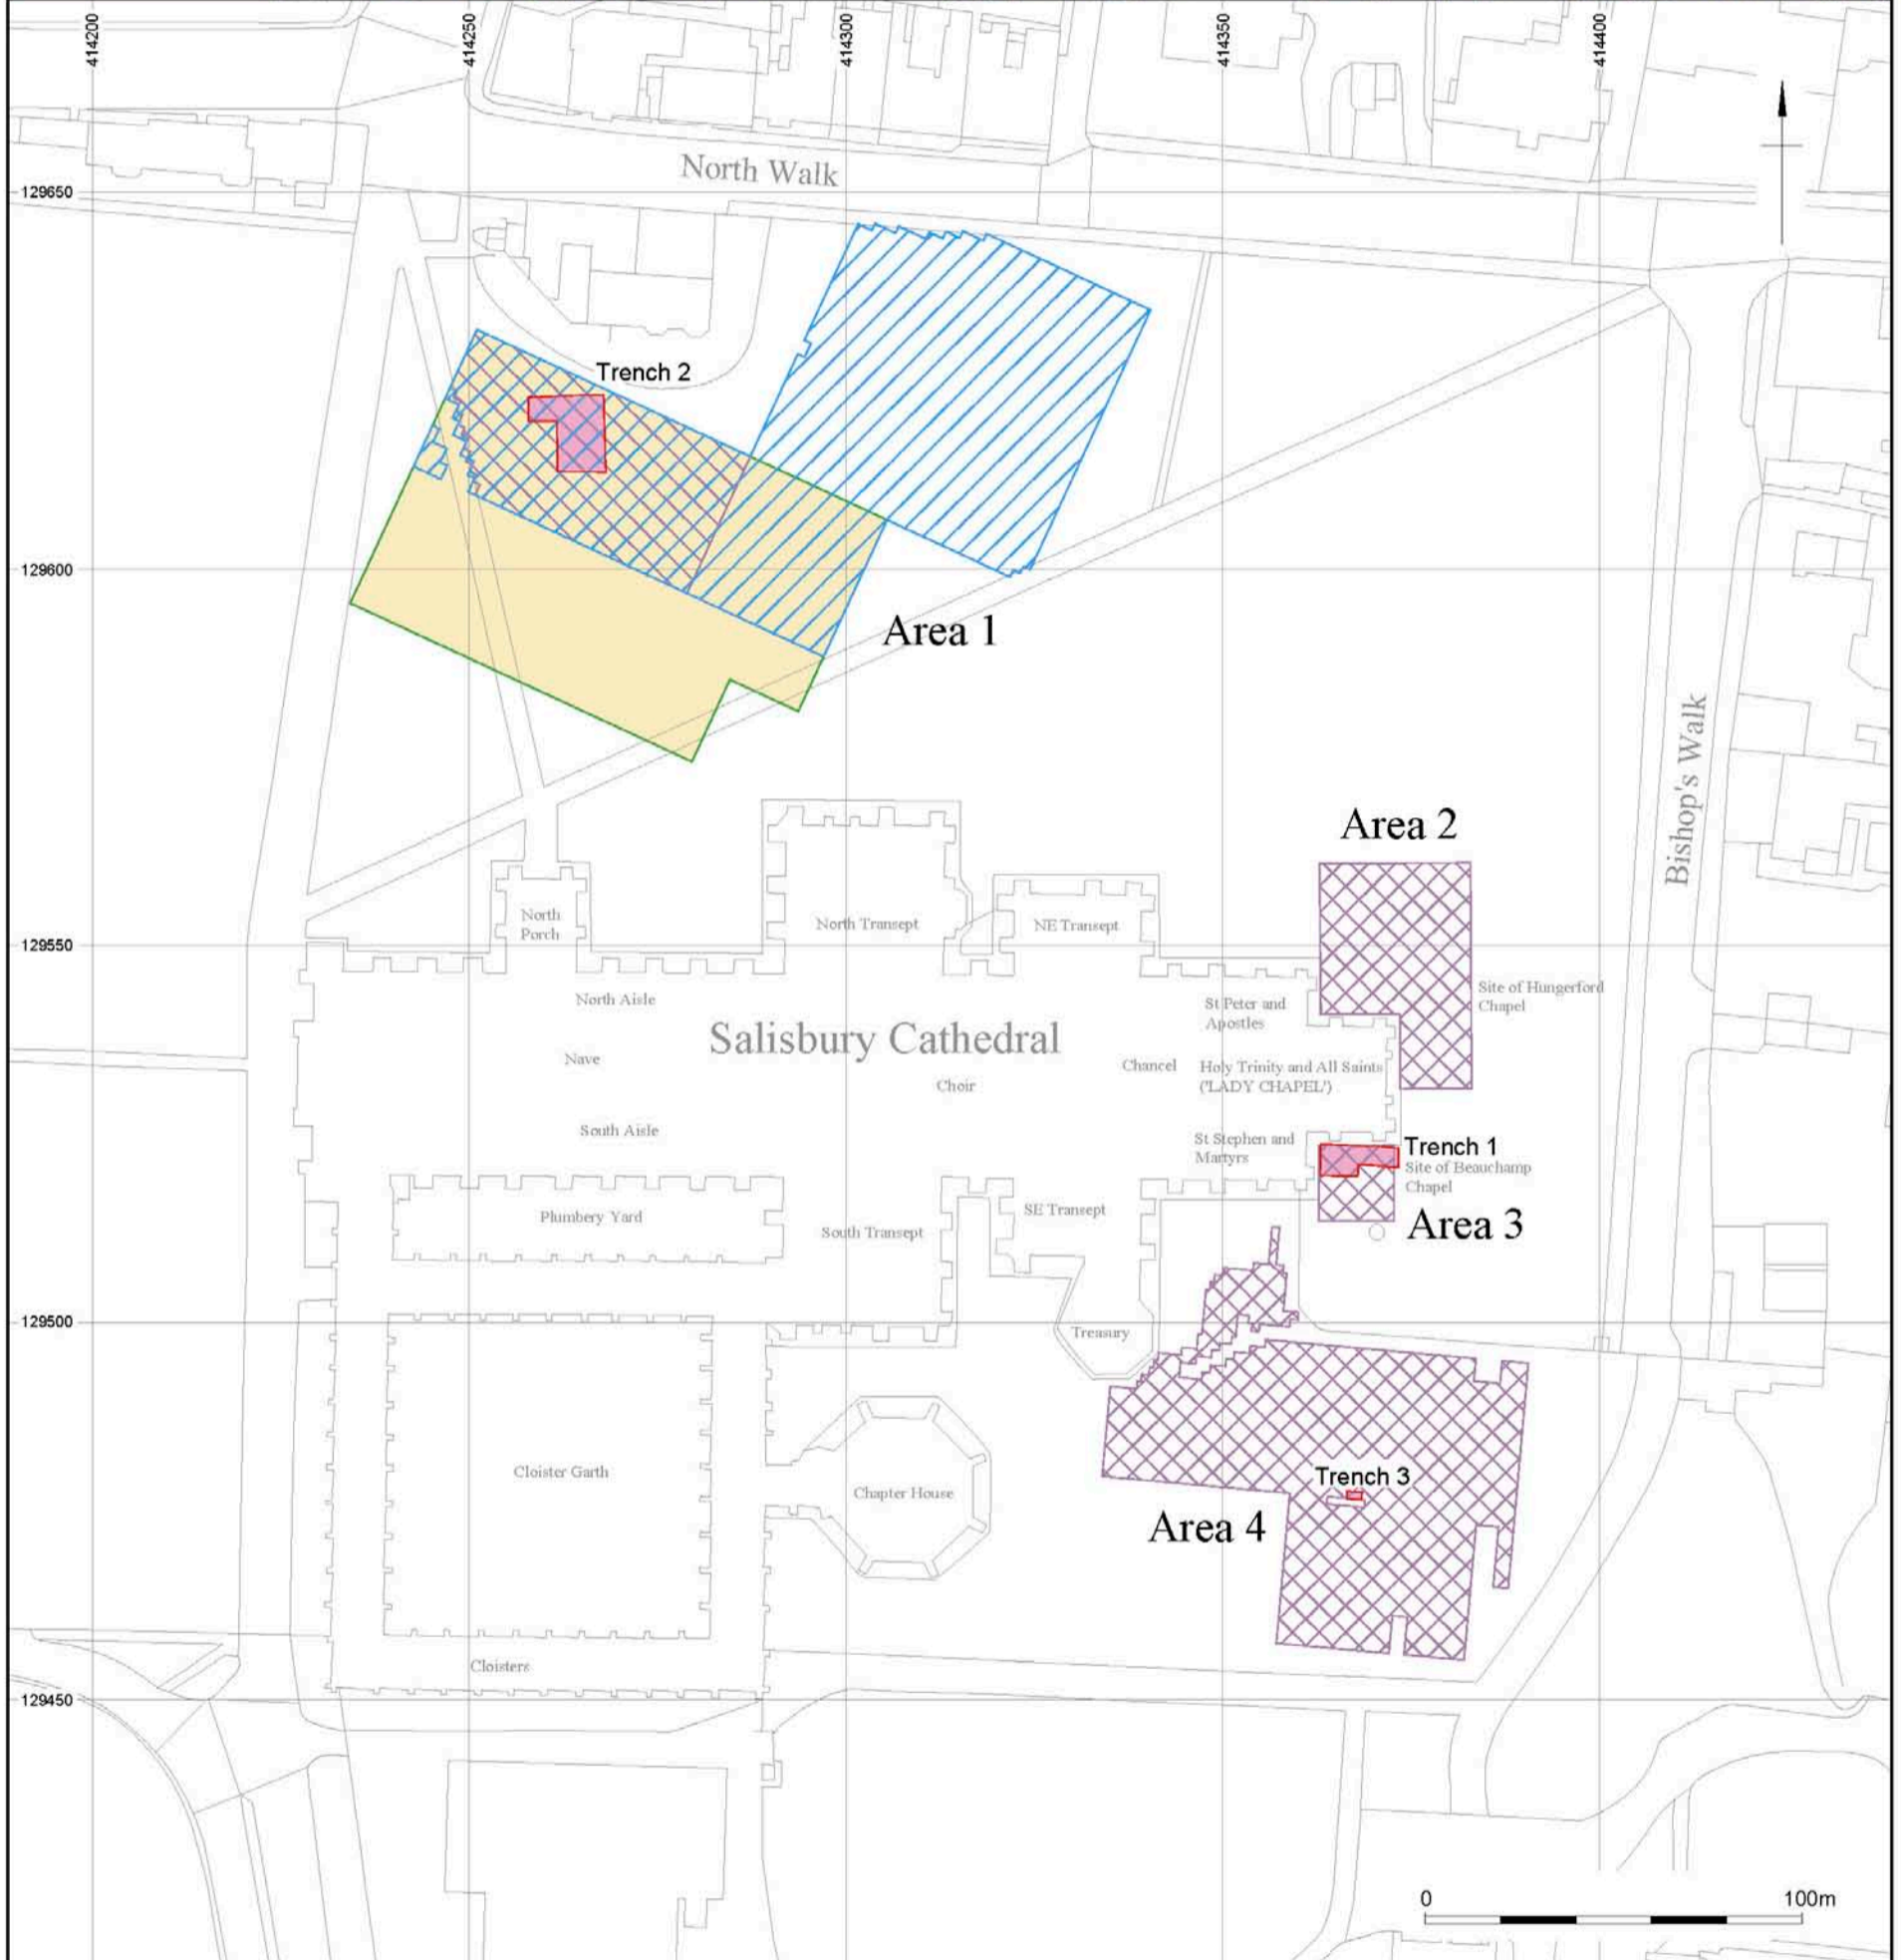 414200
414250
414300
414350
414400
North Walk
129650
Trench 2
129600
Area 1
Bishop's Walk
Area 2
North
Porch
North Transept
NE Transept
129550
Site of Hungerford
Chapel
North Aisle
St Peter and
Apostles
Salisbury Cathedral
Nave
Chancel
Holy Trinity and All Saints
('LADY CHAPEL')
Choir
South Aisle
St Stephen and
Martyrs
Trench 1
Site of Beauchamp
Chapel
Plumbery Yard
SE Transept
South Transept
Area 3
129500
Treasury
Cloister Garth
Trench 3
Chapter House
Area 4
Cloisters
129450
0
100m